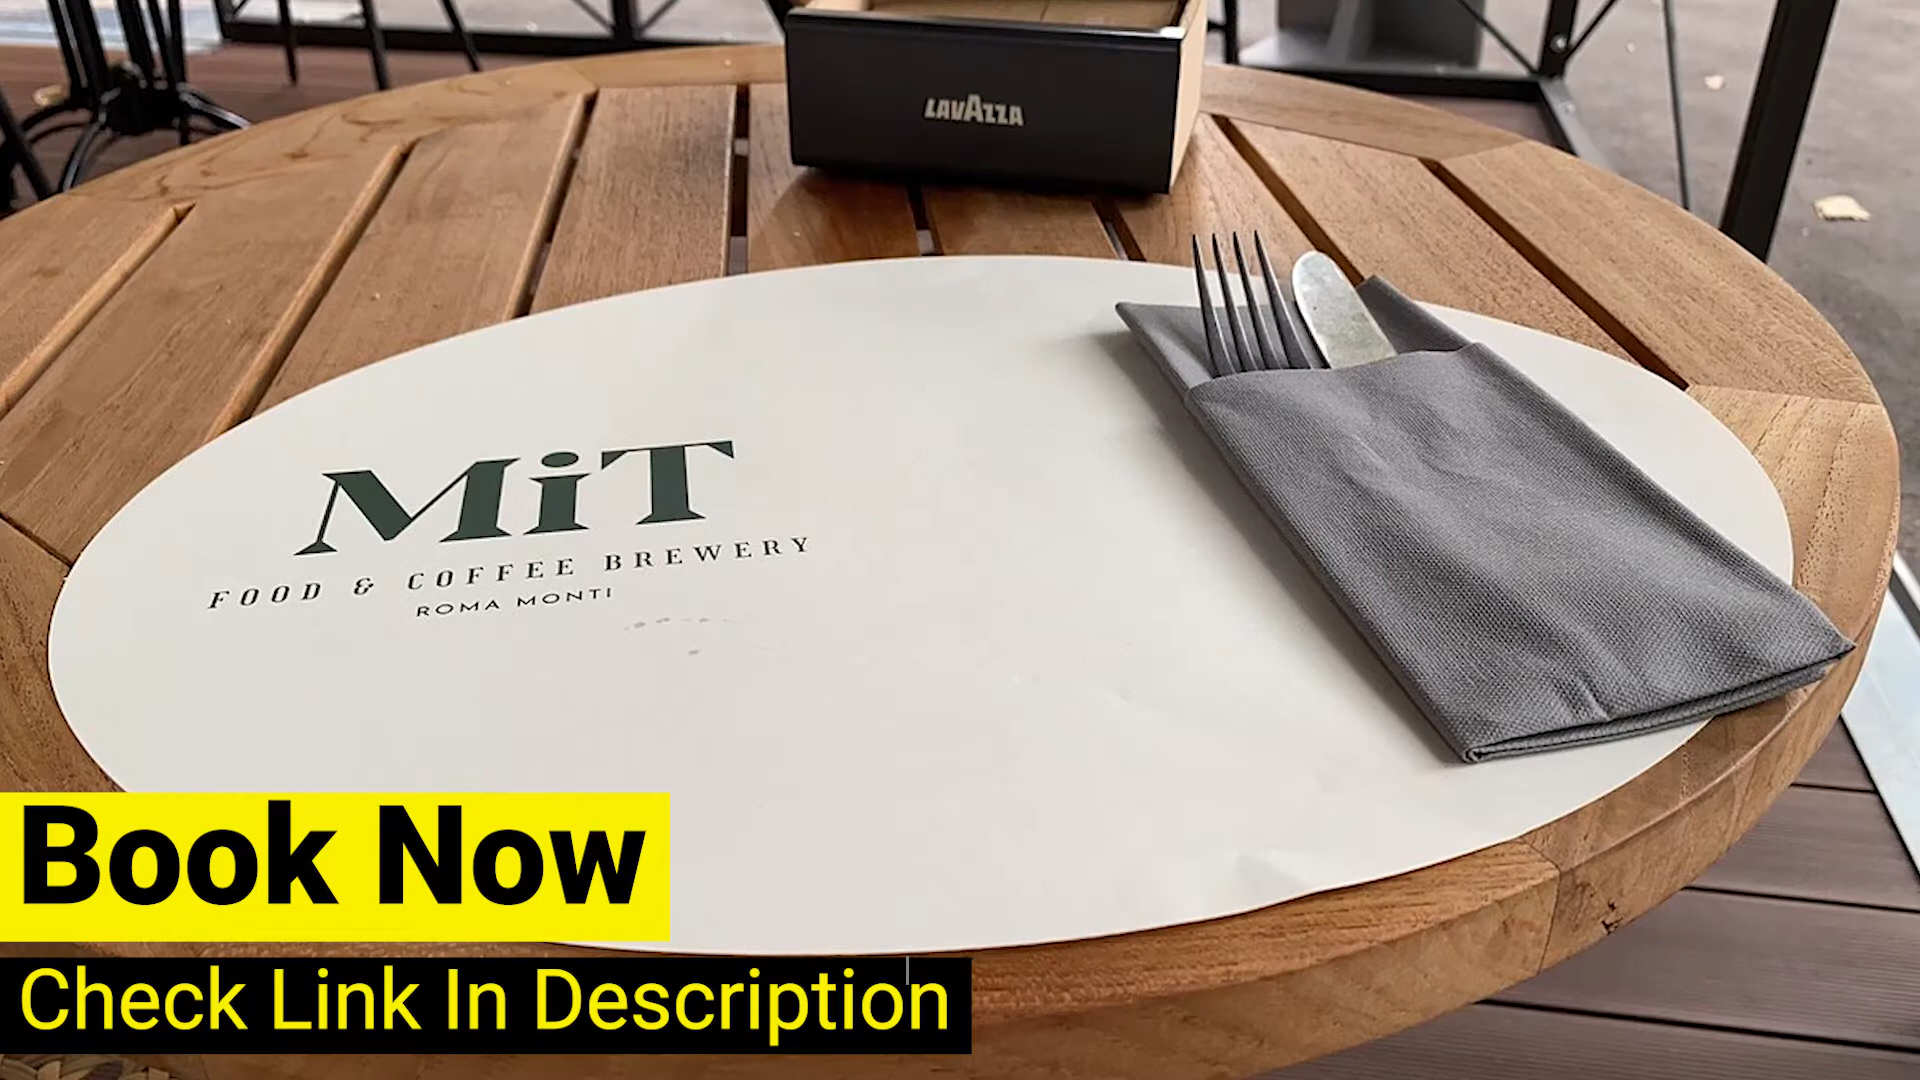 LAVAZZA
MiT
FOOD & COFFEE BREWERY
ROMA MONTI
Book Now
Check Link In Description